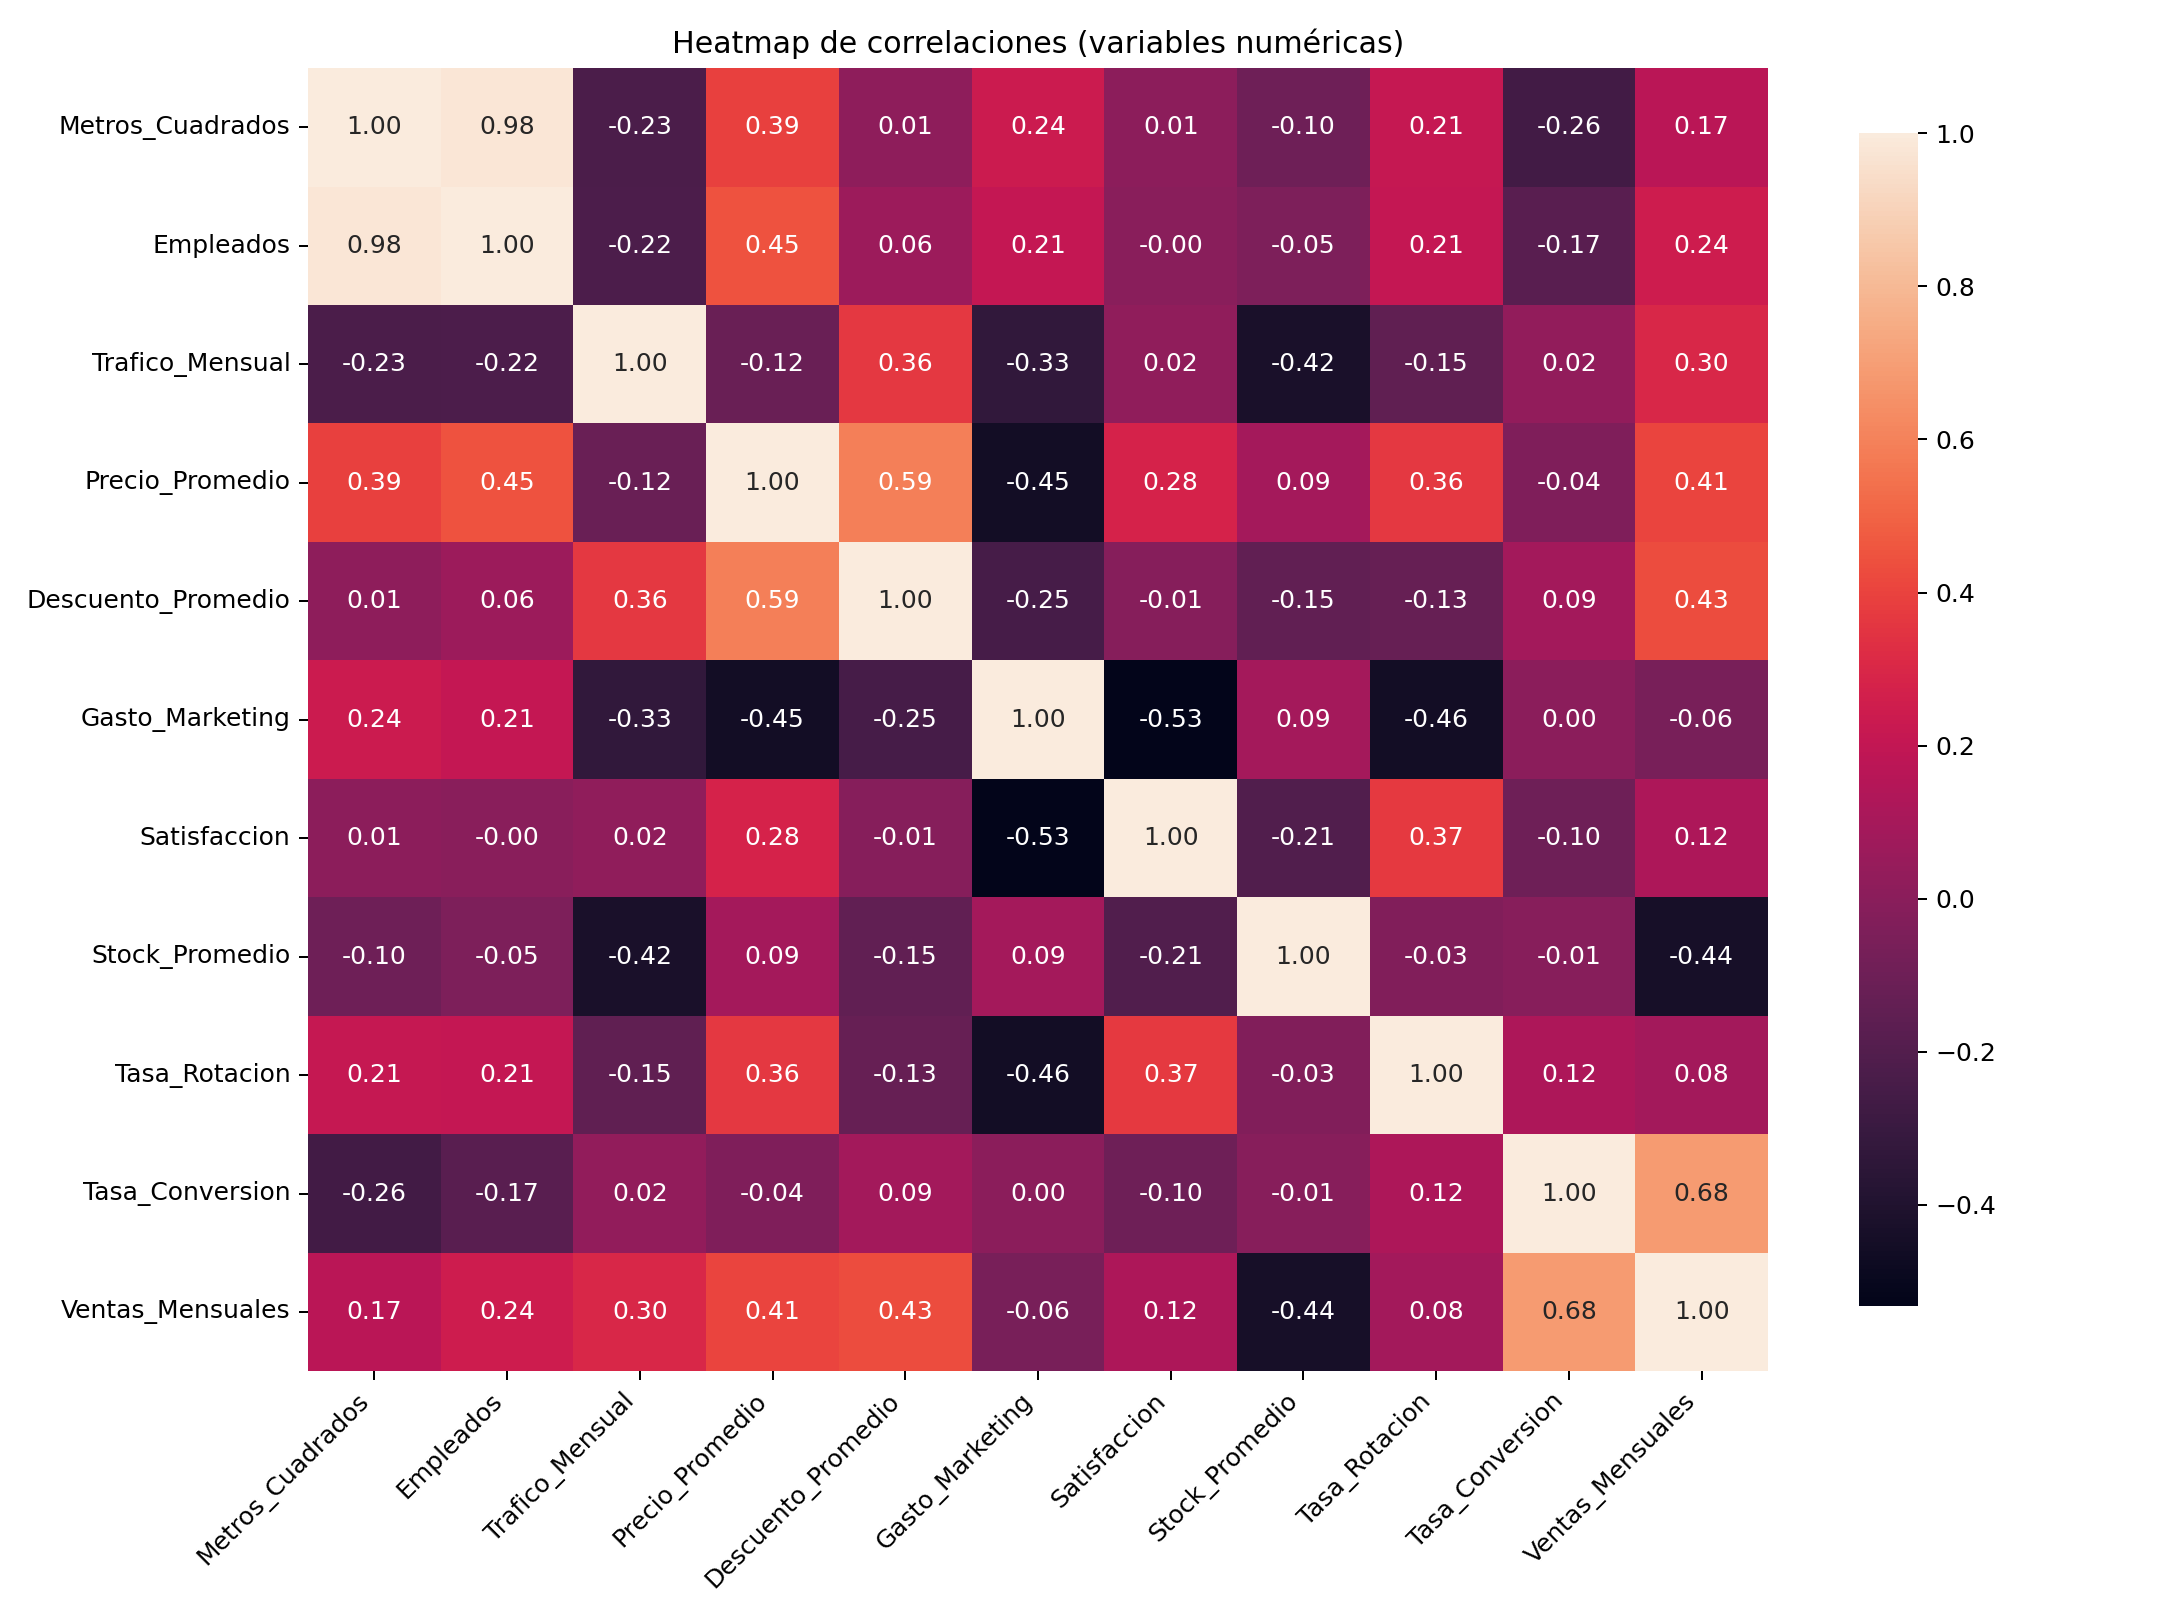 Heatmap de correlaciones (variables numéricas)
Metros_Cuadrados 1.00 0.98 -0.23 0.39 0.01 0.24 0.01 -0.10 0.21 -0.26 0.17
Empleados 0.98 1.00 -0.22 0.45 0.06 0.21 -0.00 -0.05 0.21 -0.17 0.24
Trafico_Mensual -0.23 -0.22 1.00 -0.12 0.36 -0.33 0.02 -0.42 -0.15 0.02 0.30
Precio_Promedio 0.39 0.45 -0.12 1.00 0.59 -0.45 0.28 0.09 0.36 -0.04 0.41
Descuento_Promedio 0.01 0.06 0.36 0.59 1.00 -0.25 -0.01 -0.15 -0.13 0.09 0.43
Gasto_Marketing 0.24 0.21 -0.33 -0.45 -0.25 1.00 -0.53 0.09 -0.46 0.00 -0.06
Satisfaccion 0.01 -0.00 0.02 0.28 -0.01 -0.53 1.00 -0.21 0.37 -0.10 0.12
Stock_Promedio -0.10 -0.05 -0.42 0.09 -0.15 0.09 -0.21 1.00 -0.03 -0.01 -0.44
Tasa_Rotacion 0.21 0.21 -0.15 0.36 -0.13 -0.46 0.37 -0.03 1.00 0.12 0.08
Tasa_Conversion -0.26 -0.17 0.02 -0.04 0.09 0.00 -0.10 -0.01 0.12 1.00 0.68
Ventas_Mensuales 0.17 0.24 0.30 0.41 0.43 -0.06 0.12 -0.44 0.08 0.68 1.00
Metros_Cuadrados
Empleados
Trafico_Mensual
Precio_Promedio
Descuento_Promedio
Gasto_Marketing
Satisfaccion
Stock_Promedio
Tasa_Rotacion
Tasa_Conversion
Ventas_Mensuales
1.0
0.8
0.6
0.4
0.2
0.0
−0.2
−0.4